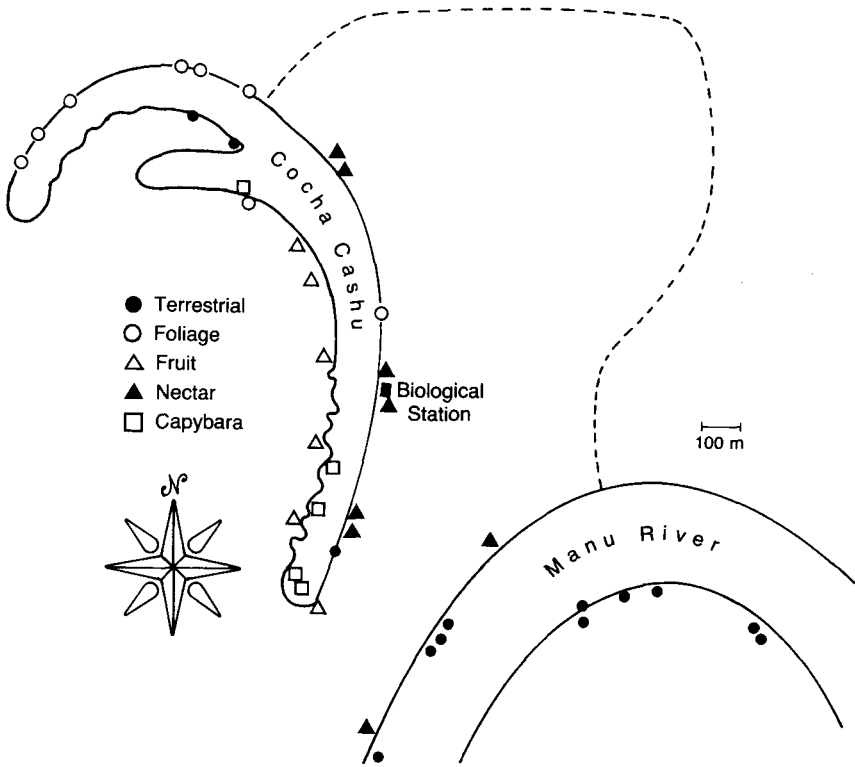 Cocha Cashu
Terrestrial
Foliage
Fruit
Nectar
Capybara
Biological
Station
100 m
N
Manu River